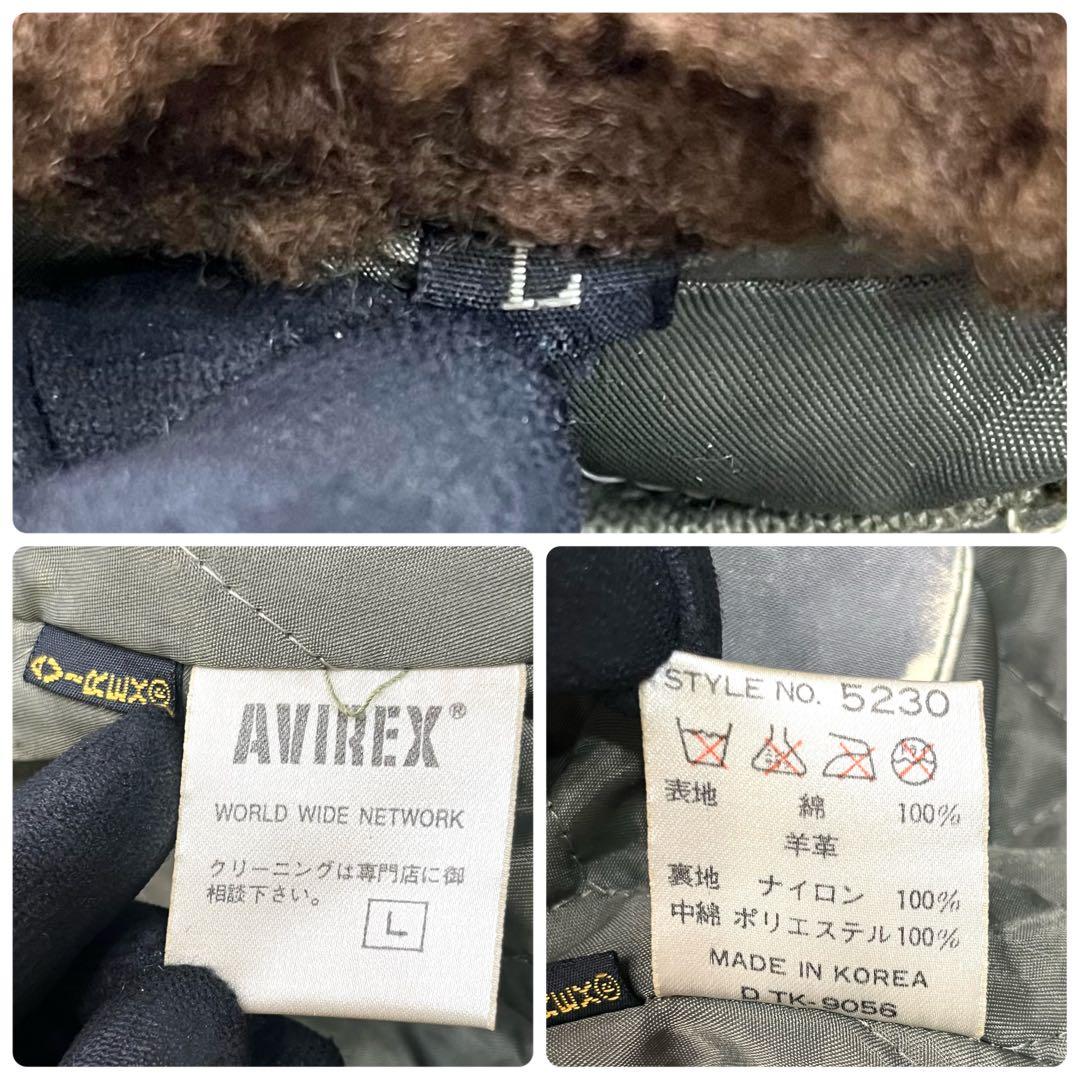 L
AVIREX®
AVIREX®
WORLD WIDE NETWORK
クリーニングは専門店に御
相談下さい。
L
STYLE NO. 5230
表地 綿 100%
羊革
裏地 ナイロン 100%
中綿 ポリエステル 100%
MADE IN KOREA
D TK-9056
REX®